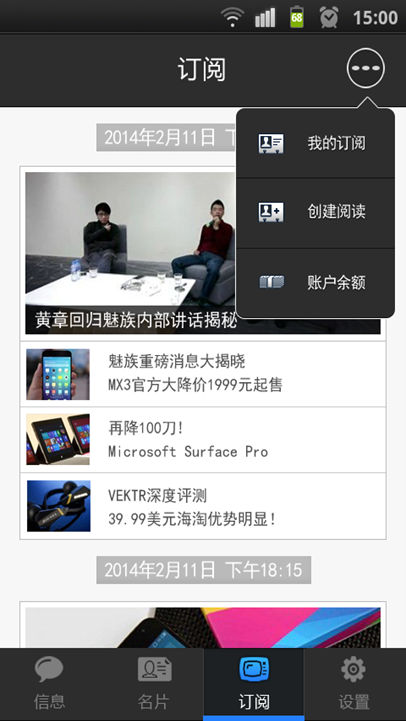 68
15:00
订阅
2014年2月11日 下
我的订阅
创建阅读
账户余额
黄章回归魅族内部讲话揭秘
魅族重磅消息大揭晓
MX3官方大降价1999元起售
再降100刀!
Microsoft Surface Pro
VEKTR深度评测
39.99美元海淘优势明显!
2014年2月11日 下午18:15
信息
名片
订阅
设置